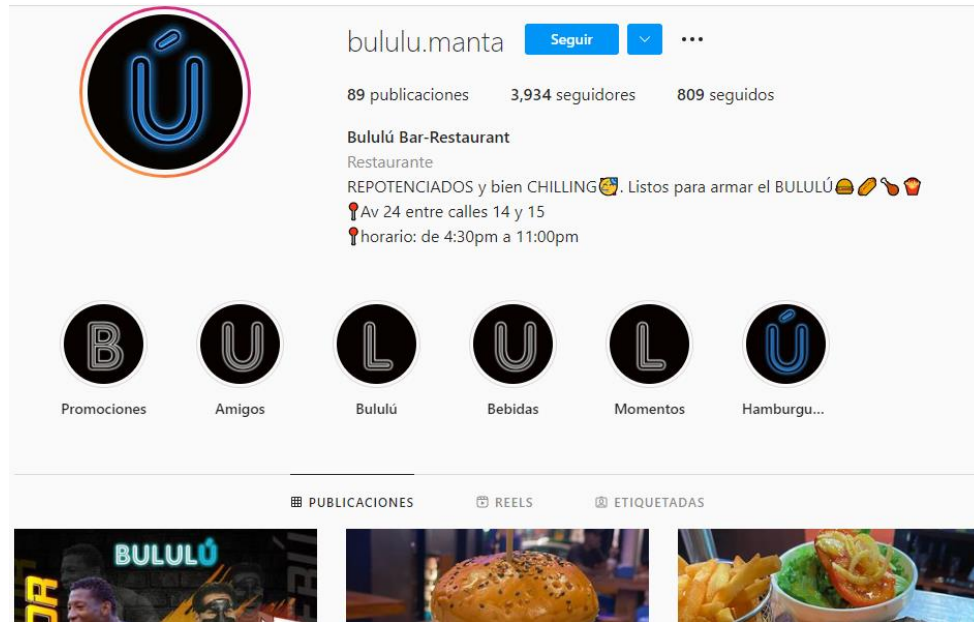 Ú
bululu.manta Seguir
89 publicaciones 3,934 seguidores 809 seguidos
Bululú Bar-Restaurant
Restaurante
REPOTENCIADOS y bien CHILLING🥳. Listos para armar el BULULÚ🍔🌭🍗🍟
📍Av 24 entre calles 14 y 15
📍horario: de 4:30pm a 11:00pm
B U L U L Ú
Promociones Amigos Bululú Bebidas Momentos Hamburgu...
PUBLICACIONES REELS ETIQUETADAS
BULULÚ